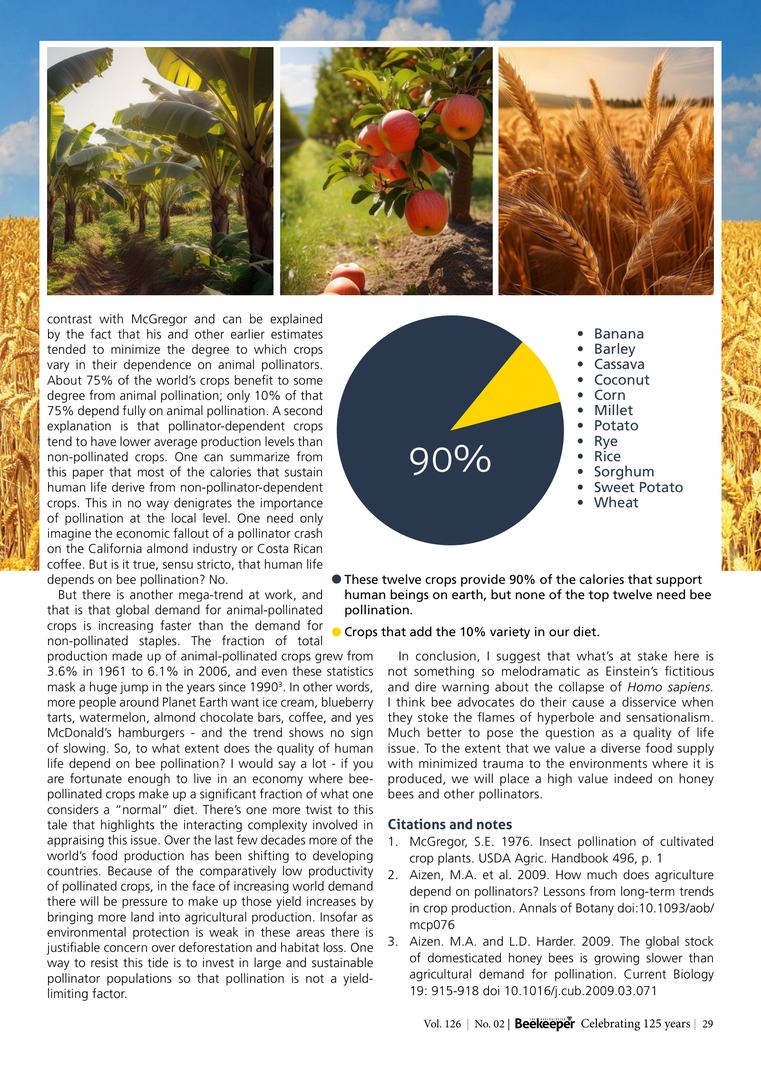 contrast with McGregor and can be explained
by the fact that his and other earlier estimates
tended to minimize the degree to which crops
vary in their dependence on animal pollinators.
About 75% of the world's crops benefit to some
degree from animal pollination; only 10% of that
75% depend fully on animal pollination. A second
explanation is that pollinator-dependent crops
tend to have lower average production levels than
non-pollinated crops. One can summarize from
this paper that most of the calories that sustain
human life derive from non-pollinator-dependent
crops. This in no way denigrates the importance
of pollination at the local level. One need only
imagine the economic fallout of a pollinator crash
on the California almond industry or Costa Rican
coffee. But is it true, sensu stricto, that human life
depends on bee pollination? No.
But there is another mega-trend at work, and
that is that global demand for animal-pollinated
crops is increasing faster than the demand for
non-pollinated staples. The fraction of total
production made up of animal-pollinated crops grew from
3.6% in 1961 to 6.1% in 2006, and even these statistics
mask a huge jump in the years since 1990³. In other words,
more people around Planet Earth want ice cream, blueberry
tarts, watermelon, almond chocolate bars, coffee, and yes
McDonald's hamburgers - and the trend shows no sign
of slowing. So, to what extent does the quality of human
life depend on bee pollination? I would say a lot - if you
are fortunate enough to live in an economy where bee-
pollinated crops make up a significant fraction of what one
considers a “normal” diet. There's one more twist to this
tale that highlights the interacting complexity involved in
appraising this issue. Over the last few decades more of the
world's food production has been shifting to developing
countries. Because of the comparatively low productivity
of pollinated crops, in the face of increasing world demand
there will be pressure to make up those yield increases by
bringing more land into agricultural production. Insofar as
environmental protection is weak in these areas there is
justifiable concern over deforestation and habitat loss. One
way to resist this tide is to invest in large and sustainable
pollinator populations so that pollination is not a yield-
limiting factor.
90%
• Banana
• Barley
• Cassava
• Coconut
• Corn
• Millet
• Potato
• Rye
• Rice
• Sorghum
• Sweet Potato
• Wheat
These twelve crops provide 90% of the calories that support
human beings on earth, but none of the top twelve need bee
pollination.
Crops that add the 10% variety in our diet.
In conclusion, I suggest that what's at stake here is
not something so melodramatic as Einstein's fictitious
and dire warning about the collapse of Homo sapiens.
I think bee advocates do their cause a disservice when
they stoke the flames of hyperbole and sensationalism.
Much better to pose the question as a quality of life
issue. To the extent that we value a diverse food supply
with minimized trauma to the environments where it is
produced, we will place a high value indeed on honey
bees and other pollinators.
Citations and notes
1. McGregor, S.E. 1976. Insect pollination of cultivated
crop plants. USDA Agric. Handbook 496, p. 1
2. Aizen, M.A. et al. 2009. How much does agriculture
depend on pollinators? Lessons from long-term trends
in crop production. Annals of Botany doi:10.1093/aob/
mcp076
3. Aizen. M.A. and L.D. Harder. 2009. The global stock
of domesticated honey bees is growing slower than
agricultural demand for pollination. Current Biology
19: 915-918 doi 10.1016/j.cub.2009.03.071
Vol. 126 | No. 02 | Beekeeper Celebrating 125 years | 29